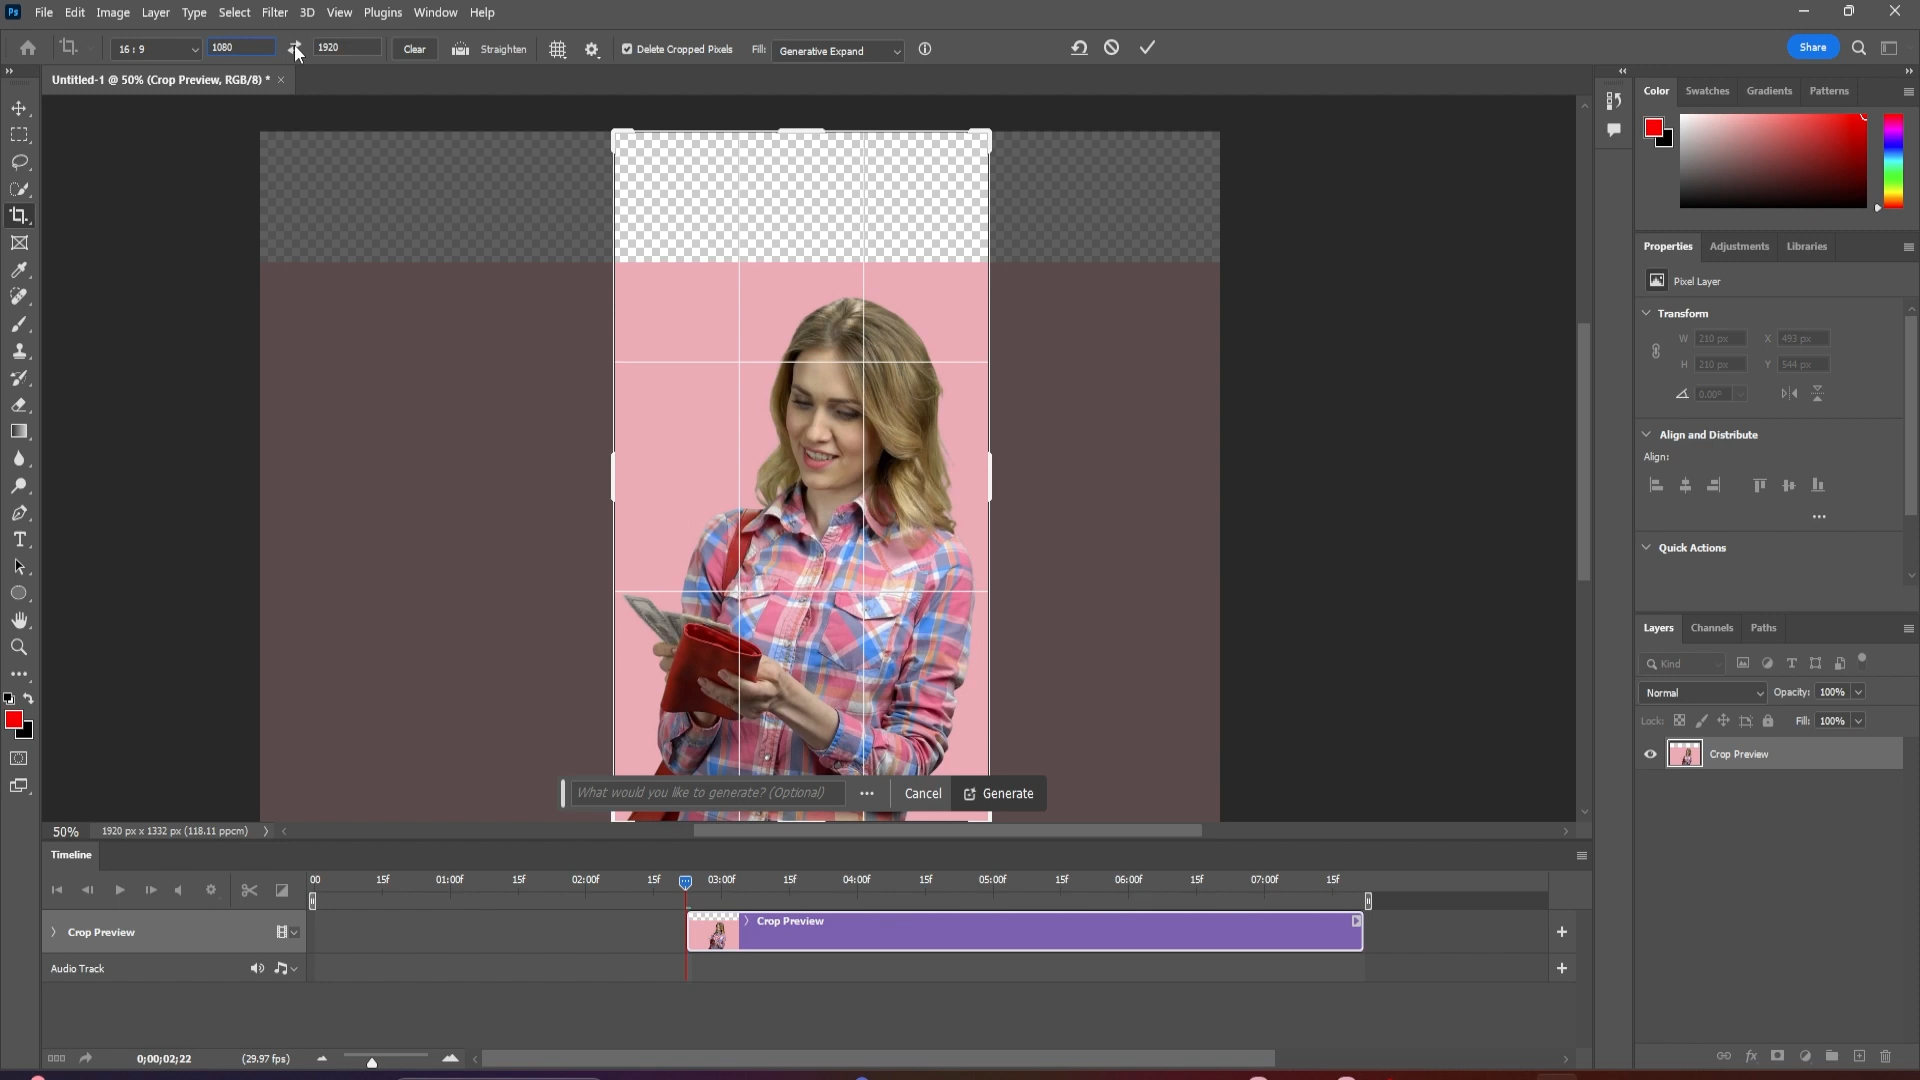 Ps File Edit Image Layer Type Select Filter 3D View Plugins Window Help
16 : 9 1080 1920 Clear Straighten Delete Cropped Pixels Fill: Generative Expand Share
Untitled-1 @ 50% (Crop Preview, RGB/8) *
Color Swatches Gradients Patterns
Properties Adjustments Libraries
Pixel Layer
Transform
W 210 px X 493 px
H 210 px Y 544 px
0.00°
Align and Distribute
Align:
Quick Actions
Layers Channels Paths
Kind
Normal Opacity: 100%
Lock: Fill: 100%
Crop Preview
What would you like to generate? (Optional) Cancel Generate
50% 1920 px x 1332 px (118.11 ppcm)
Timeline
00 15f 01:00f 15f 02:00f 15f 03:00f 15f 04:00f 15f 05:00f 15f 06:00f 15f 07:00f 15f
Crop Preview
Crop Preview
Audio Track
0;00;02;22 (29.97 fps)